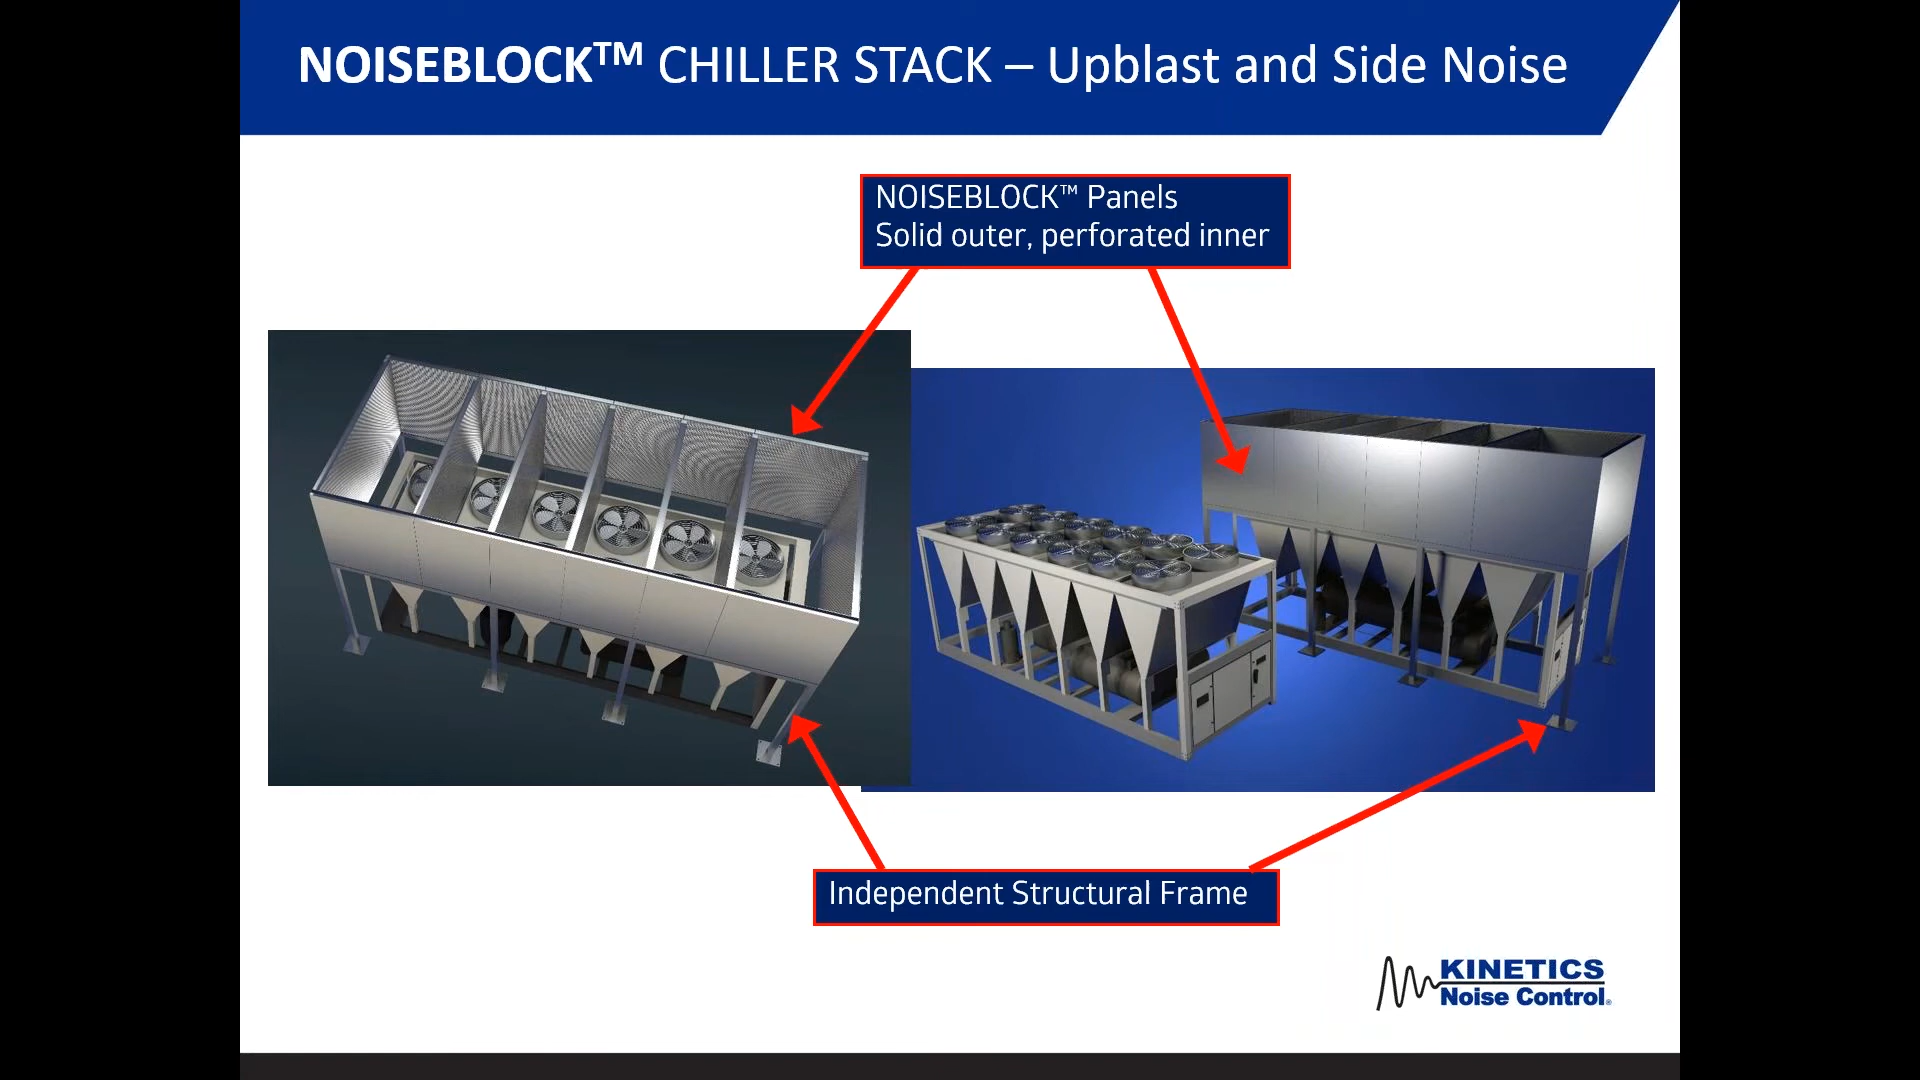 NOISEBLOCK™ CHILLER STACK – Upblast and Side Noise
NOISEBLOCK™ Panels
Solid outer, perforated inner
Independent Structural Frame
KINETICS
Noise Control®